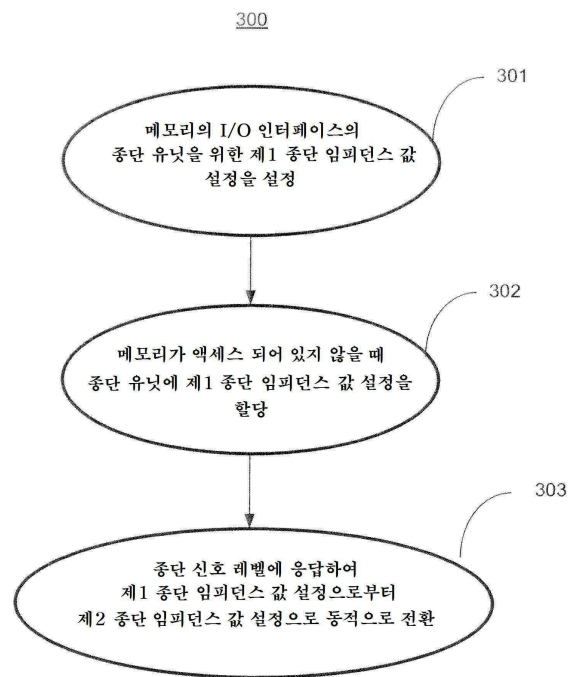 300
301
메모리의 I/O 인터페이스의
종단 유닛을 위한 제1 종단 임피던스 값
설정을 설정
302
메모리가 액세스 되어 있지 않을 때
종단 유닛에 제1 종단 임피던스 값 설정을
할당
303
종단 신호 레벨에 응답하여
제1 종단 임피던스 값 설정으로부터
제2 종단 임피던스 값 설정으로 동적으로 전환